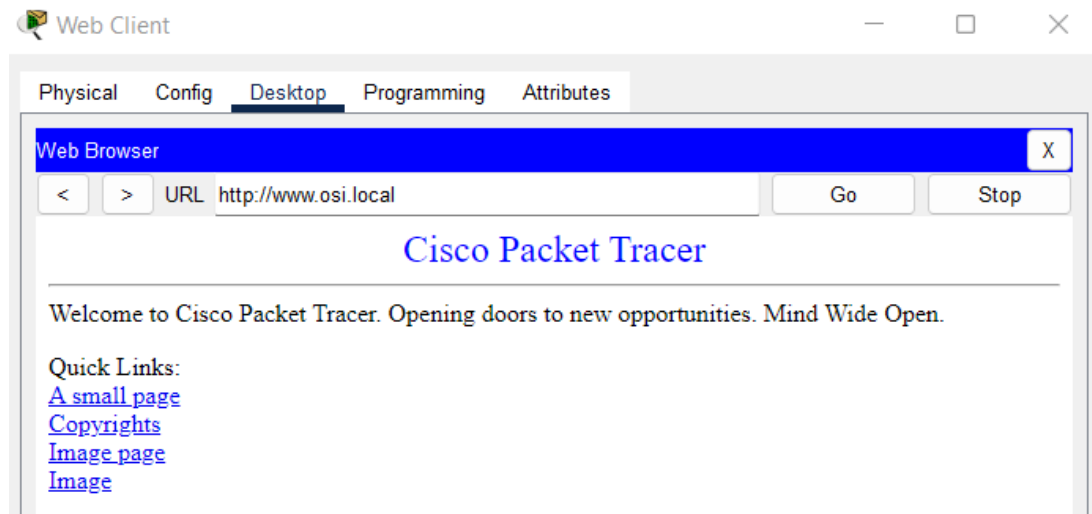 Web Client
Physical Config Desktop Programming Attributes
Web Browser X
< > URL http://www.osi.local Go Stop
Cisco Packet Tracer
Welcome to Cisco Packet Tracer. Opening doors to new opportunities. Mind Wide Open.
Quick Links:
A small page
Copyrights
Image page
Image